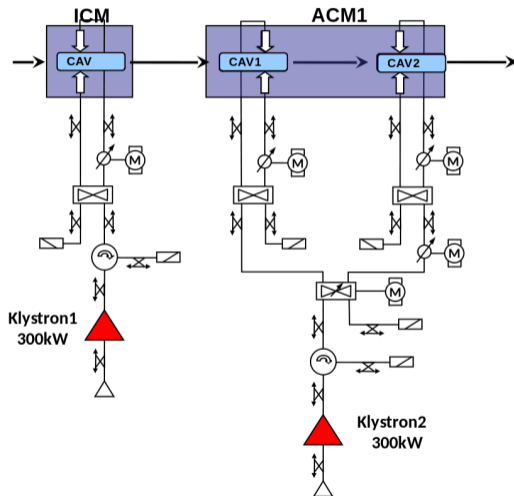 ICM
ACM1
CAV
CAV1
CAV2
M
M
M
M
M
Klystron1
300kW
Klystron2
300kW